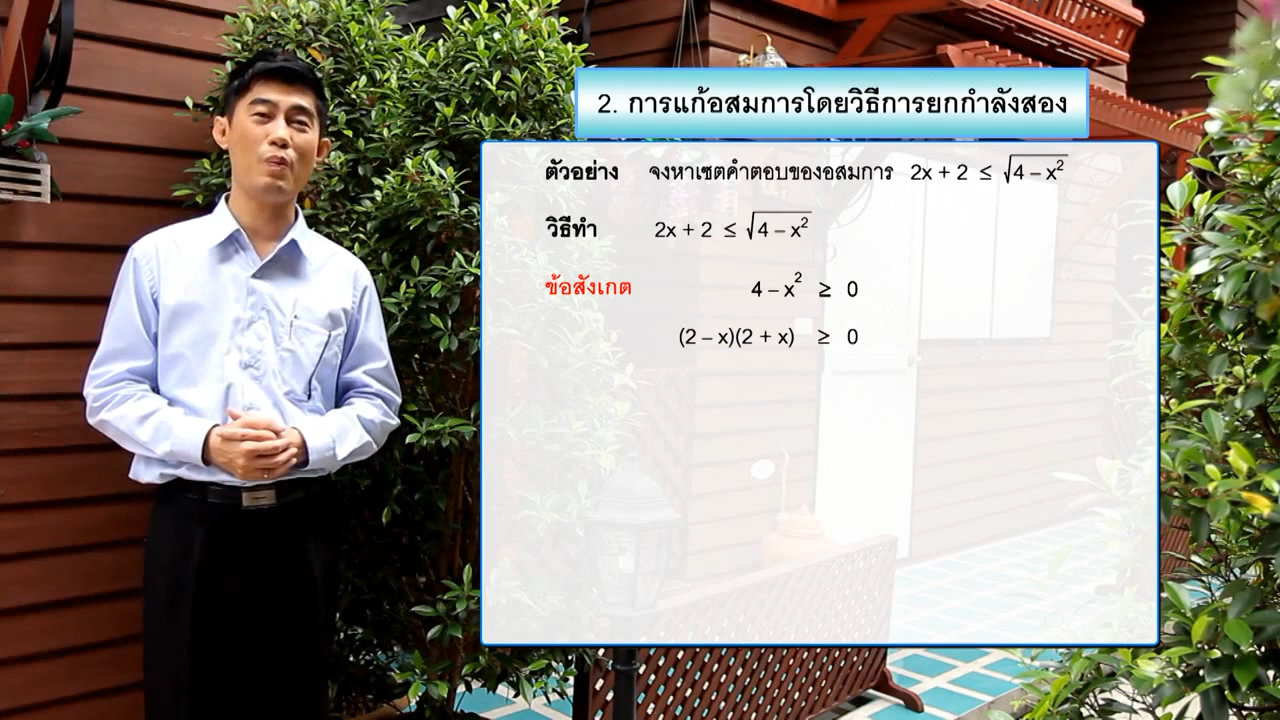 2. การแก้อสมการโดยวิธีการยกกำลังสอง
ตัวอย่าง จงหาเซตคำตอบของอสมการ 2x + 2 ≤ √(4 – x²)
วิธีทำ 2x + 2 ≤ √(4 – x²)
ข้อสังเกต 4 – x² ≥ 0
(2 – x)(2 + x) ≥ 0